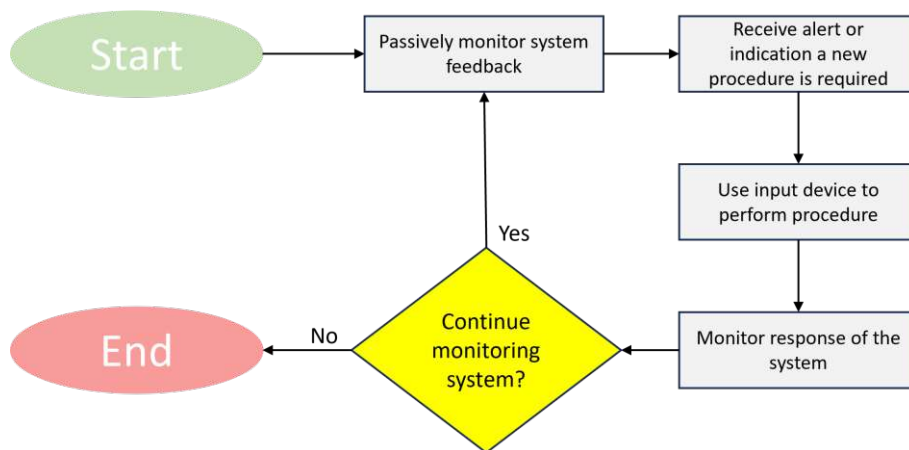 Start
Passively monitor system
feedback
Receive alert or
indication a new
procedure is required
Use input device to
perform procedure
Monitor response of the
system
Continue
monitoring
system?
Yes
No
End